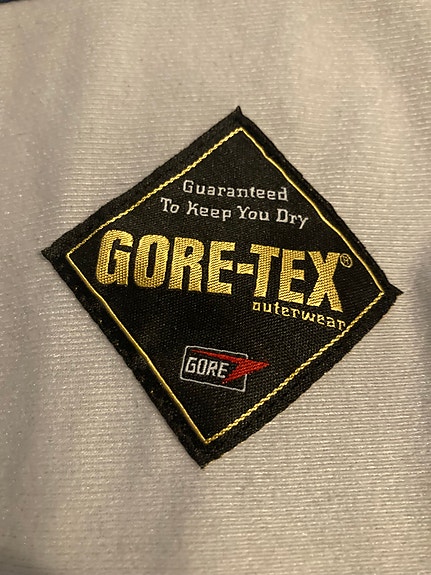 Guaranteed
To Keep You Dry
GORE-TEX®
outerwear
GORE